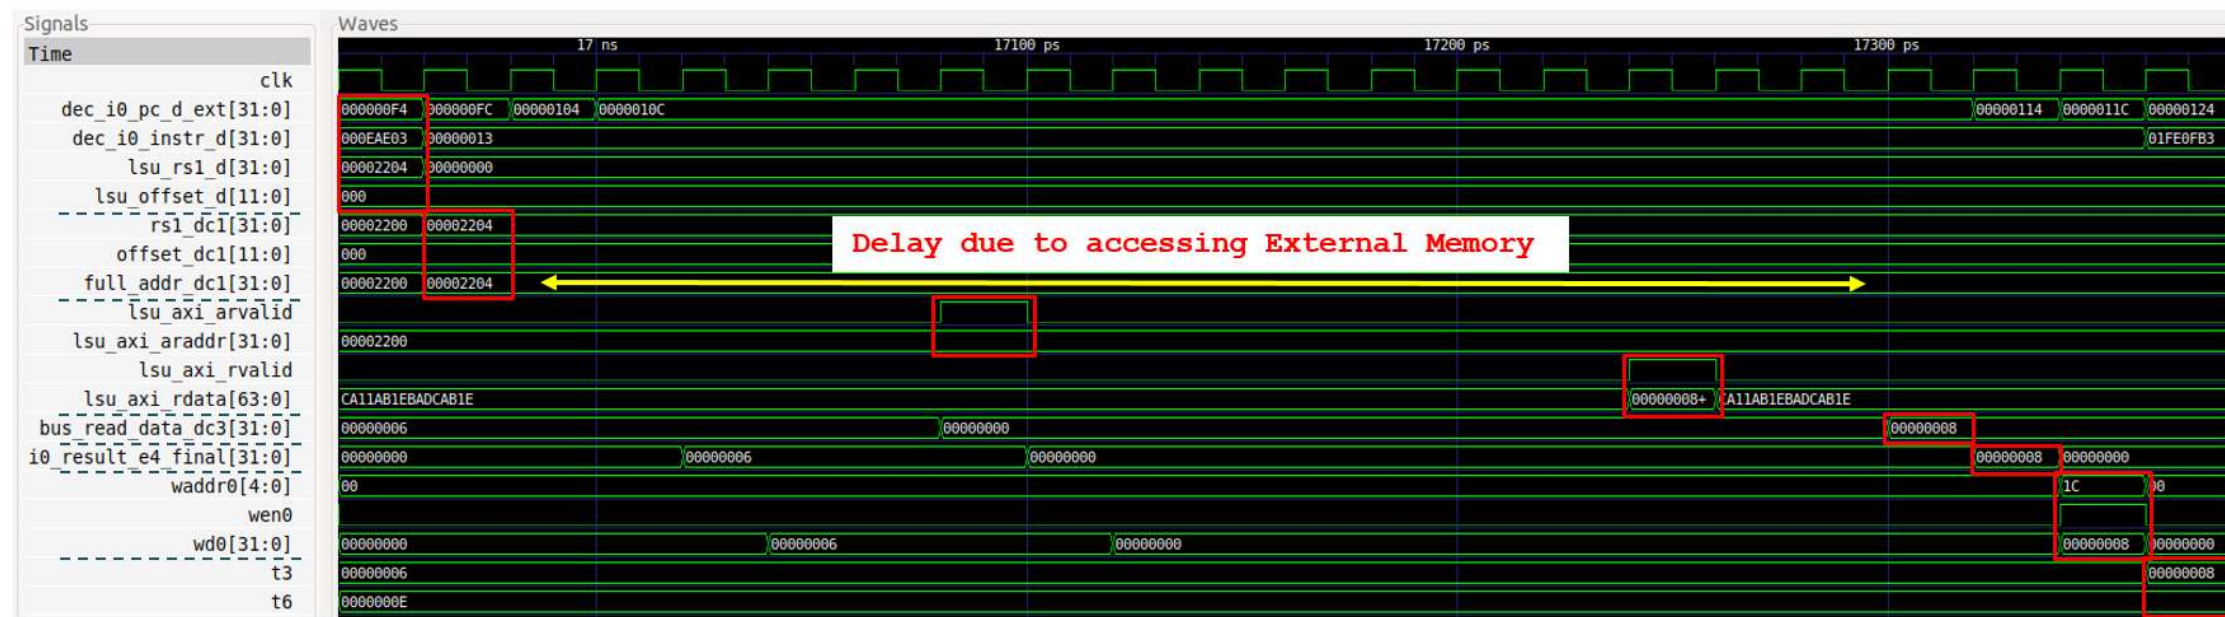 Signals Waves
Time 17 ns 17100 ps 17200 ps 17300 ps
clk
dec_i0_pc_d_ext[31:0] 000000F4 000000FC 00000104 0000010C 00000114 0000011C 00000124
dec_i0_instr_d[31:0] 000EAE03 00000013 01FE0FB3
lsu_rs1_d[31:0] 00002204 00000000
lsu_offset_d[11:0] 000
rs1_dc1[31:0] 00002200 00002204
Delay due to accessing External Memory
offset_dc1[11:0] 000
full_addr_dc1[31:0] 00002200 00002204
lsu_axi_arvalid
lsu_axi_araddr[31:0] 00002200
lsu_axi_rvalid
lsu_axi_rdata[63:0] CA11AB1EBADCAB1E 00000008+ CA11AB1EBADCAB1E
bus_read_data_dc3[31:0] 00000006 00000000 00000008
i0_result_e4_final[31:0] 00000000 00000006 00000000 00000008 00000000
waddr0[4:0] 00 1C 00
wen0
wd0[31:0] 00000000 00000006 00000000 00000008 00000000
t3 00000006 00000008
t6 0000000E